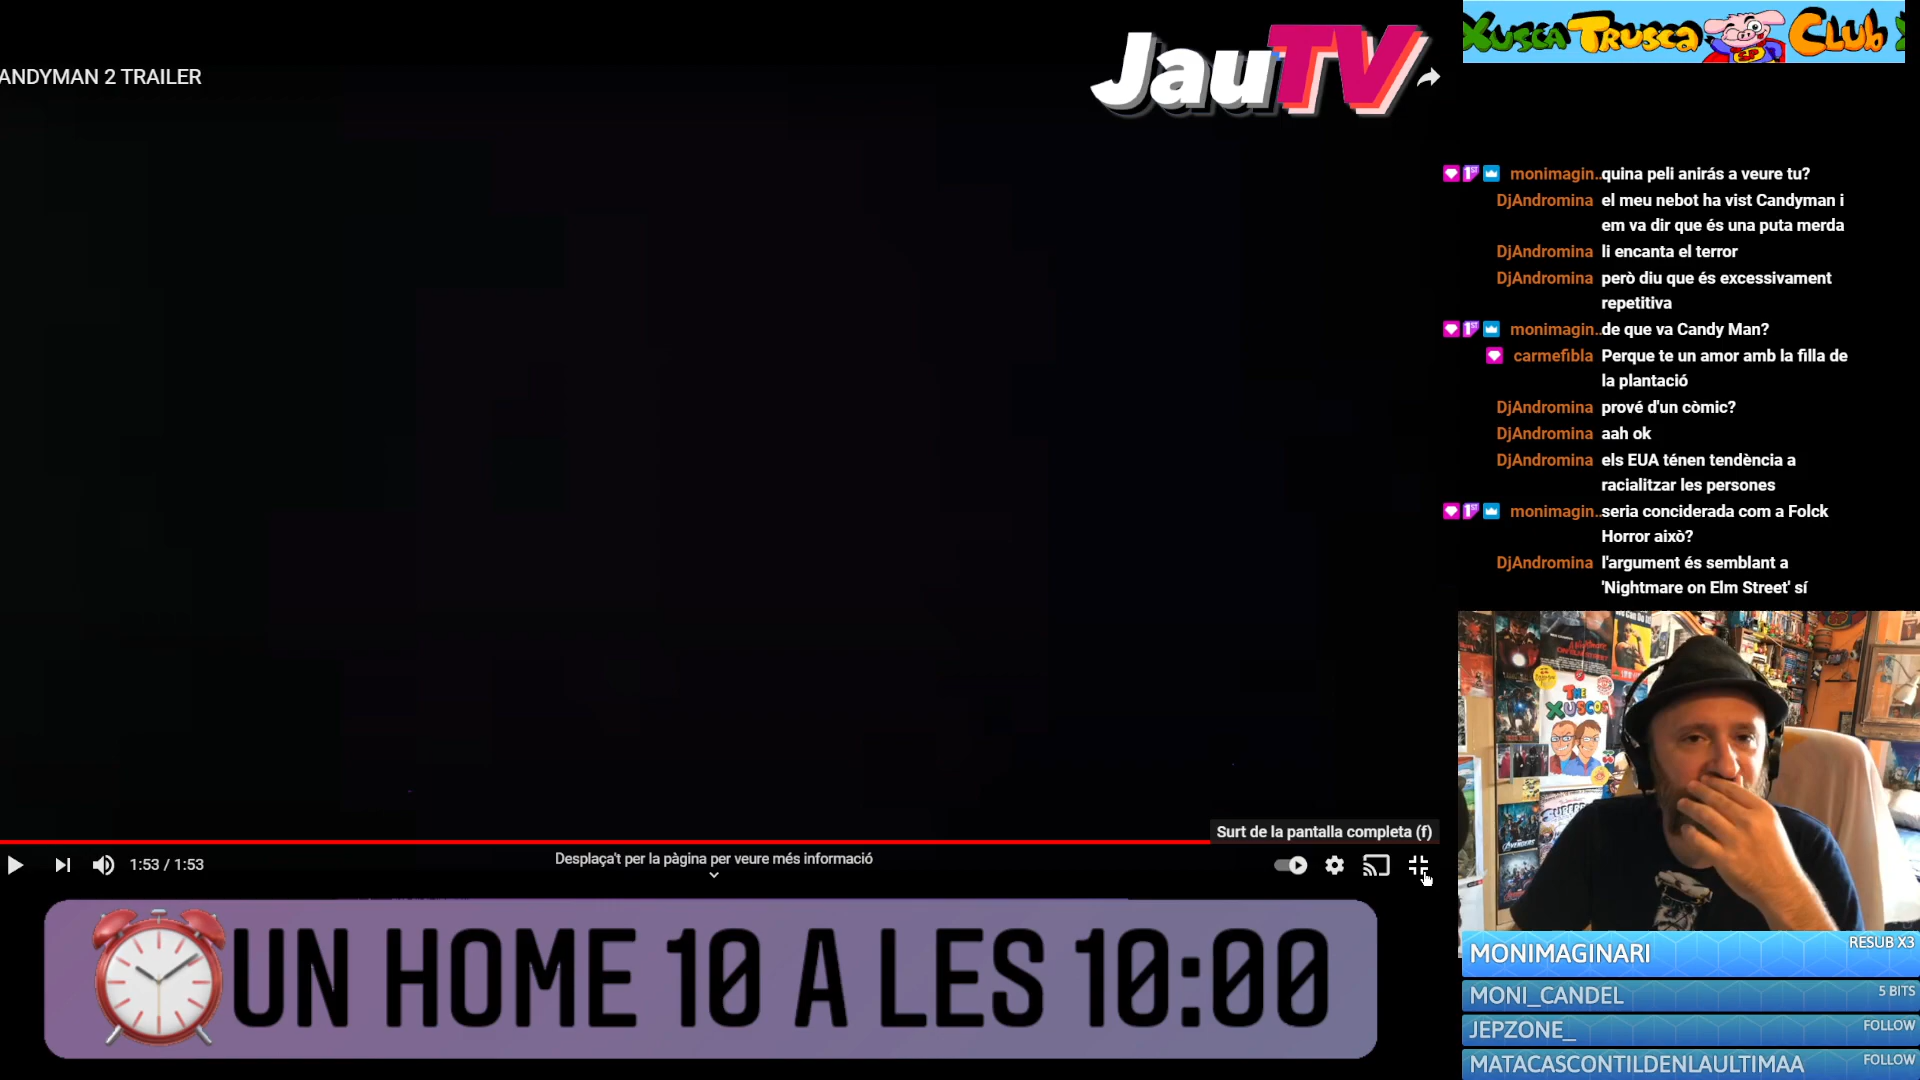 ANDYMAN 2 TRAILER
JauTV
XUSCA TRUSCA CLUB
monimagin..quina peli anirás a veure tu?
DjAndromina el meu nebot ha vist Candyman i
em va dir que és una puta merda
DjAndromina li encanta el terror
DjAndromina però diu que és excessivament
repetitiva
monimagin..de que va Candy Man?
carmefibla Perque te un amor amb la filla de
la plantació
DjAndromina prové d'un còmic?
DjAndromina aah ok
DjAndromina els EUA ténen tendència a
racialitzar les persones
monimagin..seria conciderada com a Folck
Horror això?
DjAndromina l'argument és semblant a
'Nightmare on Elm Street' sí
THE
XUSCOS
AVENGERS
Surt de la pantalla completa (f)
1:53 / 1:53
Desplaça't per la pàgina per veure més informació
UN HOME 10 A LES 10:00
MONIMAGINARI RESUB X3
MONI_CANDEL 5 BITS
JEPZONE_ FOLLOW
MATACASCONTILDENLAULTIMAA FOLLOW